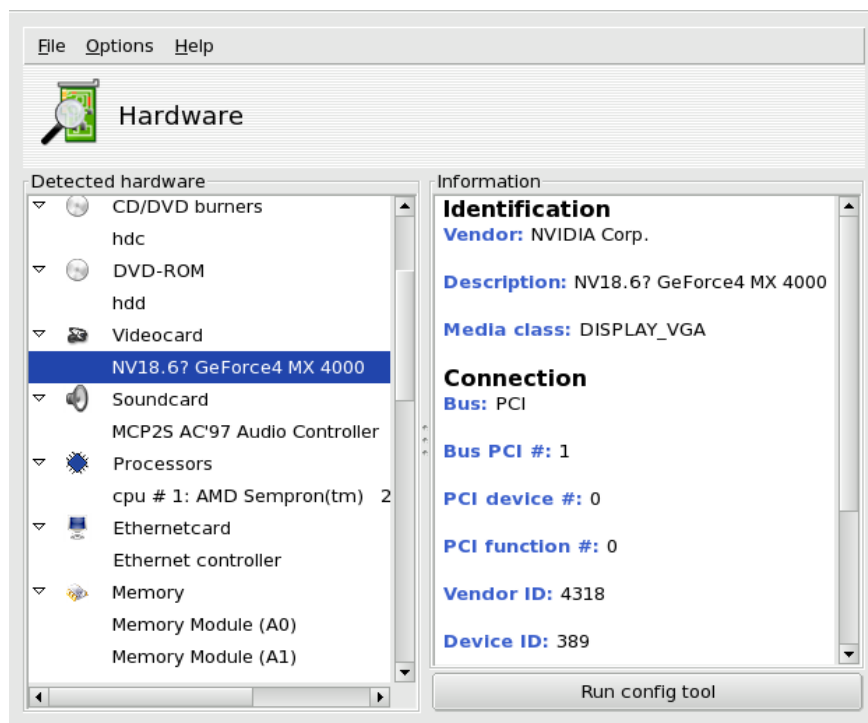 File Options Help
Hardware
Detected hardware
CD/DVD burners
hdc
DVD-ROM
hdd
Videocard
NV18.6? GeForce4 MX 4000
Soundcard
MCP2S AC'97 Audio Controller
Processors
cpu # 1: AMD Sempron(tm) 2
Ethernetcard
Ethernet controller
Memory
Memory Module (A0)
Memory Module (A1)
Information
Identification
Vendor: NVIDIA Corp.
Description: NV18.6? GeForce4 MX 4000
Media class: DISPLAY_VGA
Connection
Bus: PCI
Bus PCI #: 1
PCI device #: 0
PCI function #: 0
Vendor ID: 4318
Device ID: 389
Run config tool